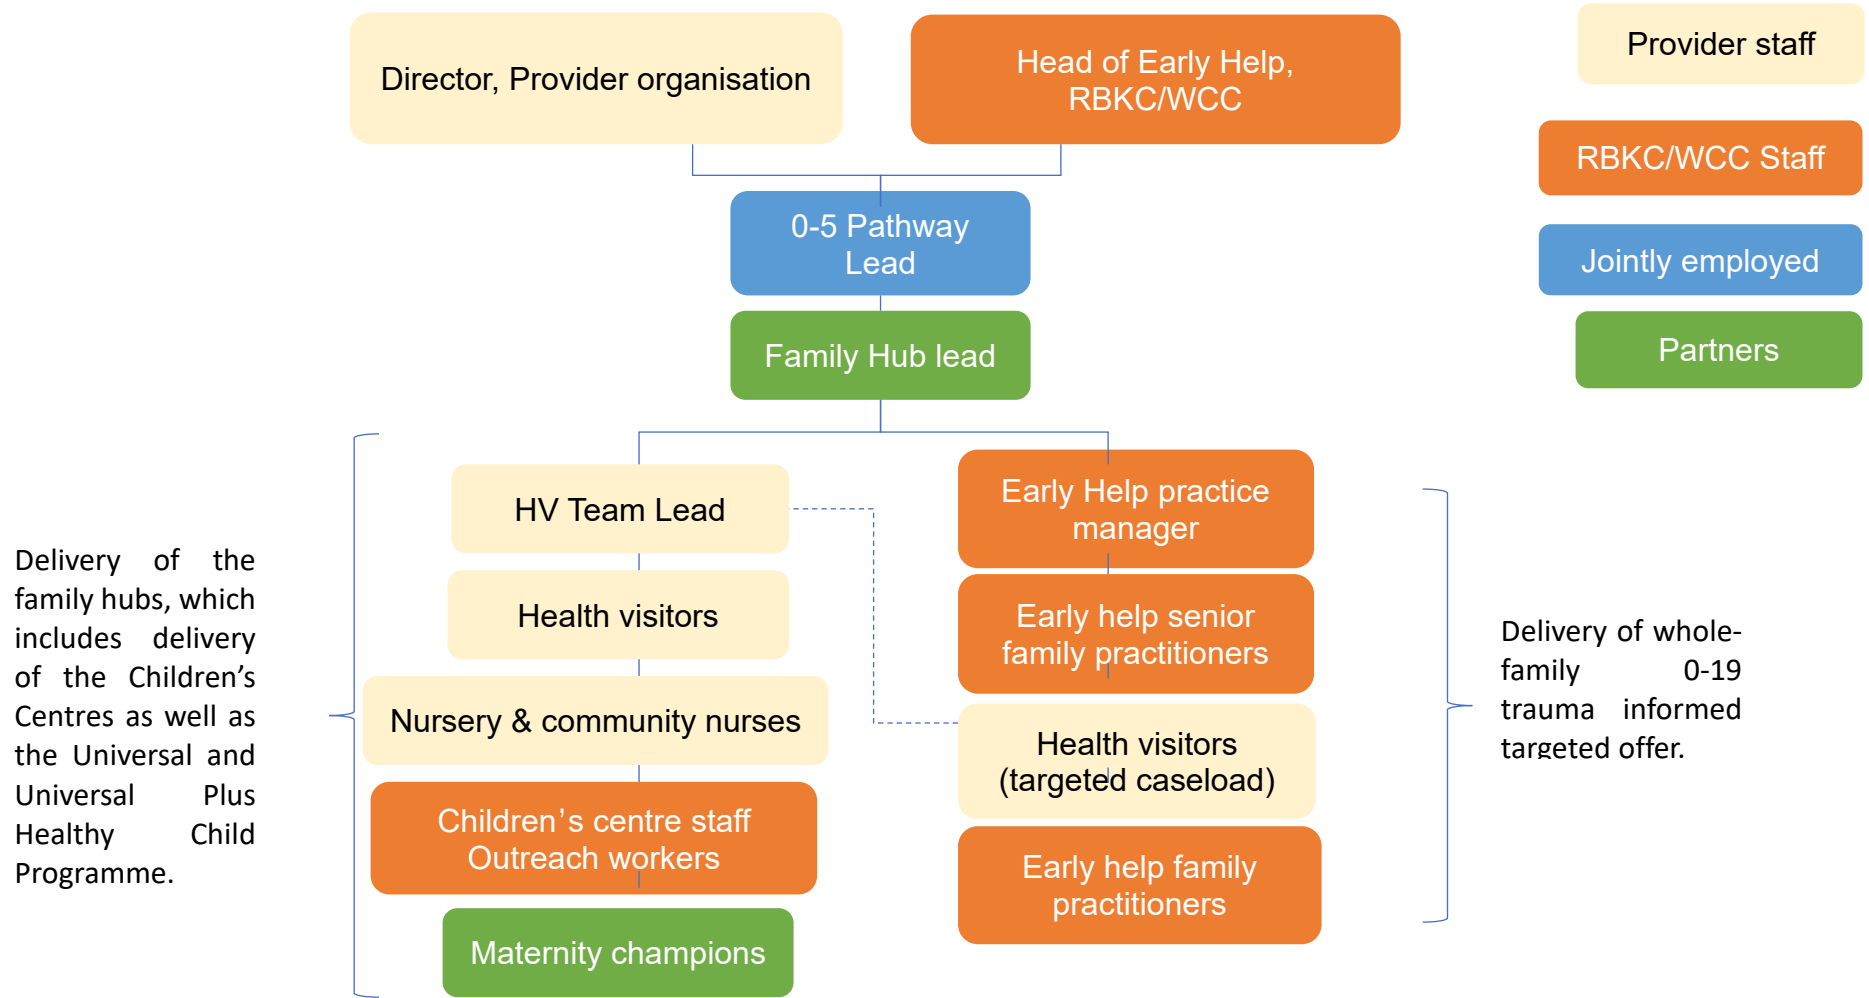 Director, Provider organisation
Head of Early Help,
RBKC/WCC
Provider staff
RBKC/WCC Staff
Jointly employed
Partners
0-5 Pathway
Lead
Family Hub lead
Delivery of the
family hubs, which
includes delivery
of the Children’s
Centres as well as
the Universal and
Universal Plus
Healthy Child
Programme.
HV Team Lead
Health visitors
Nursery & community nurses
Children’s centre staff
Outreach workers
Maternity champions
Early Help practice
manager
Early help senior
family practitioners
Health visitors
(targeted caseload)
Early help family
practitioners
Delivery of whole-
family 0-19
trauma informed
targeted offer.